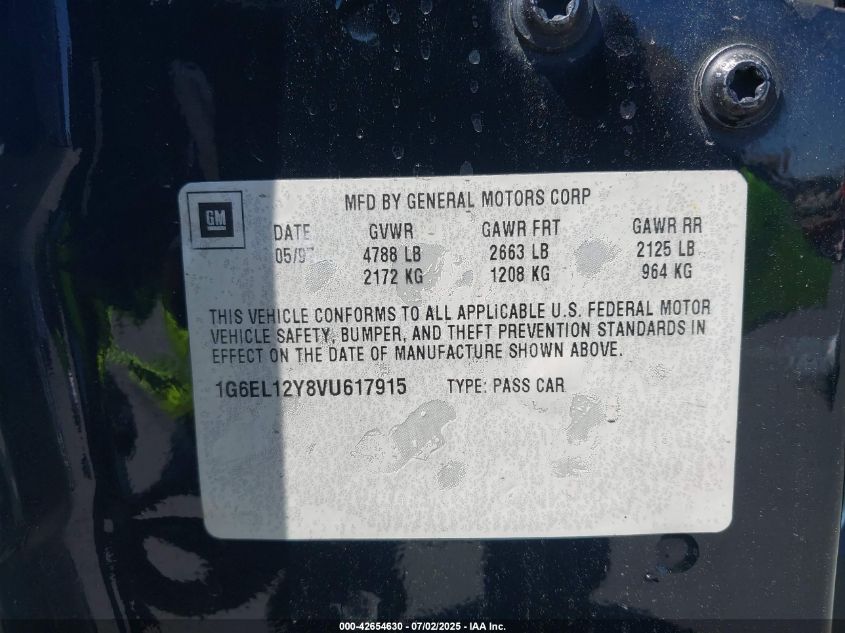 MFD BY GENERAL MOTORS CORP
GM
DATE GVWR GAWR FRT GAWR RR
4788 LB 2663 LB 2125 LB
2172 KG 1208 KG 964 KG
THIS VEHICLE CONFORMS TO ALL APPLICABLE U.S. FEDERAL MOTOR
VEHICLE SAFETY, BUMPER, AND THEFT PREVENTION STANDARDS IN
EFFECT ON THE DATE OF MANUFACTURE SHOWN ABOVE.
1G6EL12Y8VU617915 TYPE: PASS CAR
000-42654630 - 07/02/2025 - IAA Inc.